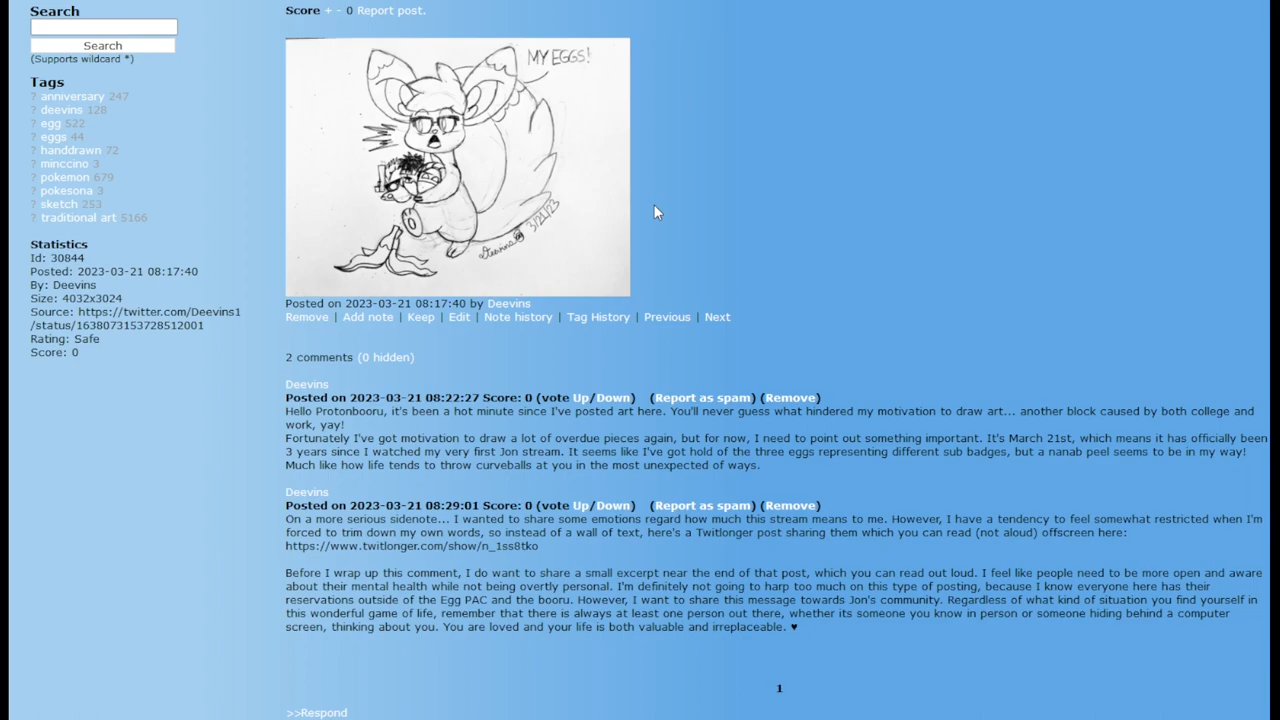 Search
Search
(Supports wildcard *)
Tags
? anniversary 247
? deevins 128
? egg 522
? eggs 44
? handdrawn 72
? minccino 3
? pokemon 679
? pokesona 3
? sketch 253
? traditional art 5166
Statistics
Id: 30844
Posted: 2023-03-21 08:17:40
By: Deevins
Size: 4032x3024
Source: https://twitter.com/Deevins1
/status/1638073153728512001
Rating: Safe
Score: 0
Score + - 0 Report post.
MY EGGS!
Deevins 3/21/23
Posted on 2023-03-21 08:17:40 by Deevins
Remove | Add note | Keep | Edit | Note history | Tag History | Previous | Next
2 comments (0 hidden)
Deevins
Posted on 2023-03-21 08:22:27 Score: 0 (vote Up/Down) (Report as spam) (Remove)
Hello Protonbooru, it's been a hot minute since I've posted art here. You'll never guess what hindered my motivation to draw art... another block caused by both college and
work, yay!
Fortunately I've got motivation to draw a lot of overdue pieces again, but for now, I need to point out something important. It's March 21st, which means it has officially been
3 years since I watched my very first Jon stream. It seems like I've got hold of the three eggs representing different sub badges, but a nanab peel seems to be in my way!
Much like how life tends to throw curveballs at you in the most unexpected of ways.
Deevins
Posted on 2023-03-21 08:29:01 Score: 0 (vote Up/Down) (Report as spam) (Remove)
On a more serious sidenote... I wanted to share some emotions regard how much this stream means to me. However, I have a tendency to feel somewhat restricted when I'm
forced to trim down my own words, so instead of a wall of text, here's a Twitlonger post sharing them which you can read (not aloud) offscreen here:
https://www.twitlonger.com/show/n_1ss8tko
Before I wrap up this comment, I do want to share a small excerpt near the end of that post, which you can read out loud. I feel like people need to be more open and aware
about their mental health while not being overtly personal. I'm definitely not going to harp too much on this type of posting, because I know everyone here has their
reservations outside of the Egg PAC and the booru. However, I want to share this message towards Jon's community. Regardless of what kind of situation you find yourself in
this wonderful game of life, remember that there is always at least one person out there, whether its someone you know in person or someone hiding behind a computer
screen, thinking about you. You are loved and your life is both valuable and irreplaceable. ♥
1
>>Respond